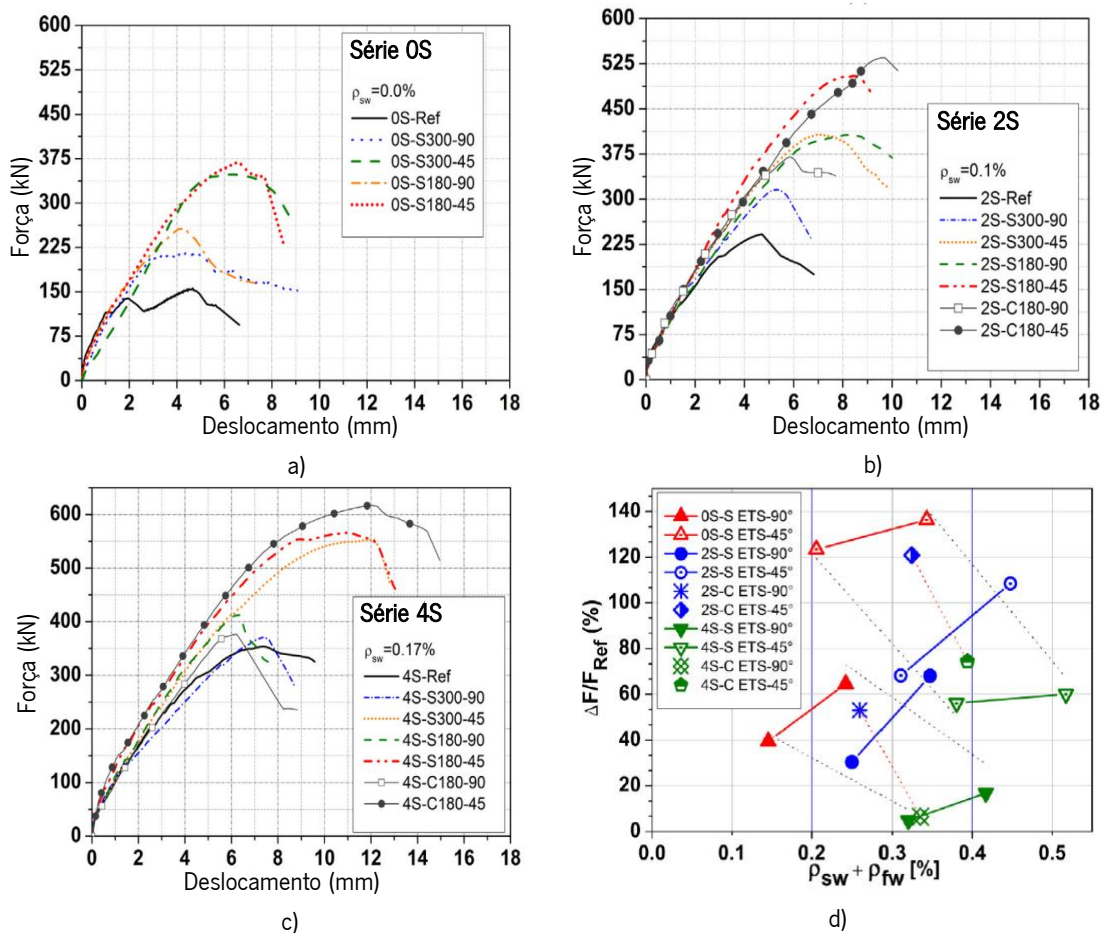 600
525
450
375
300
225
150
75
0
Força (kN)
Série 0S
ρsw=0.0%
0S-Ref
0S-S300-90
0S-S300-45
0S-S180-90
0S-S180-45
0 2 4 6 8 10 12 14 16 18
Deslocamento (mm)
a)
525
450
375
300
225
150
75
0
Força (kN)
Série 2S
ρsw=0.1%
2S-Ref
2S-S300-90
2S-S300-45
2S-S180-90
2S-S180-45
2S-C180-90
2S-C180-45
0 2 4 6 8 10 12 14 16 18
Deslocamento (mm)
b)
600
500
400
300
200
100
0
Força (kN)
Série 4S
ρsw=0.17%
4S-Ref
4S-S300-90
4S-S300-45
4S-S180-90
4S-S180-45
4S-C180-90
4S-C180-45
0 2 4 6 8 10 12 14 16 18
Deslocamento (mm)
c)
140
120
100
80
60
40
20
0
ΔF/FRef (%)
0S-S ETS-90°
0S-S ETS-45°
2S-S ETS-90°
2S-S ETS-45°
2S-C ETS-90°
2S-C ETS-45°
4S-S ETS-90°
4S-S ETS-45°
4S-C ETS-90°
4S-C ETS-45°
0.0 0.1 0.2 0.3 0.4 0.5
ρsw + ρfw [%]
d)